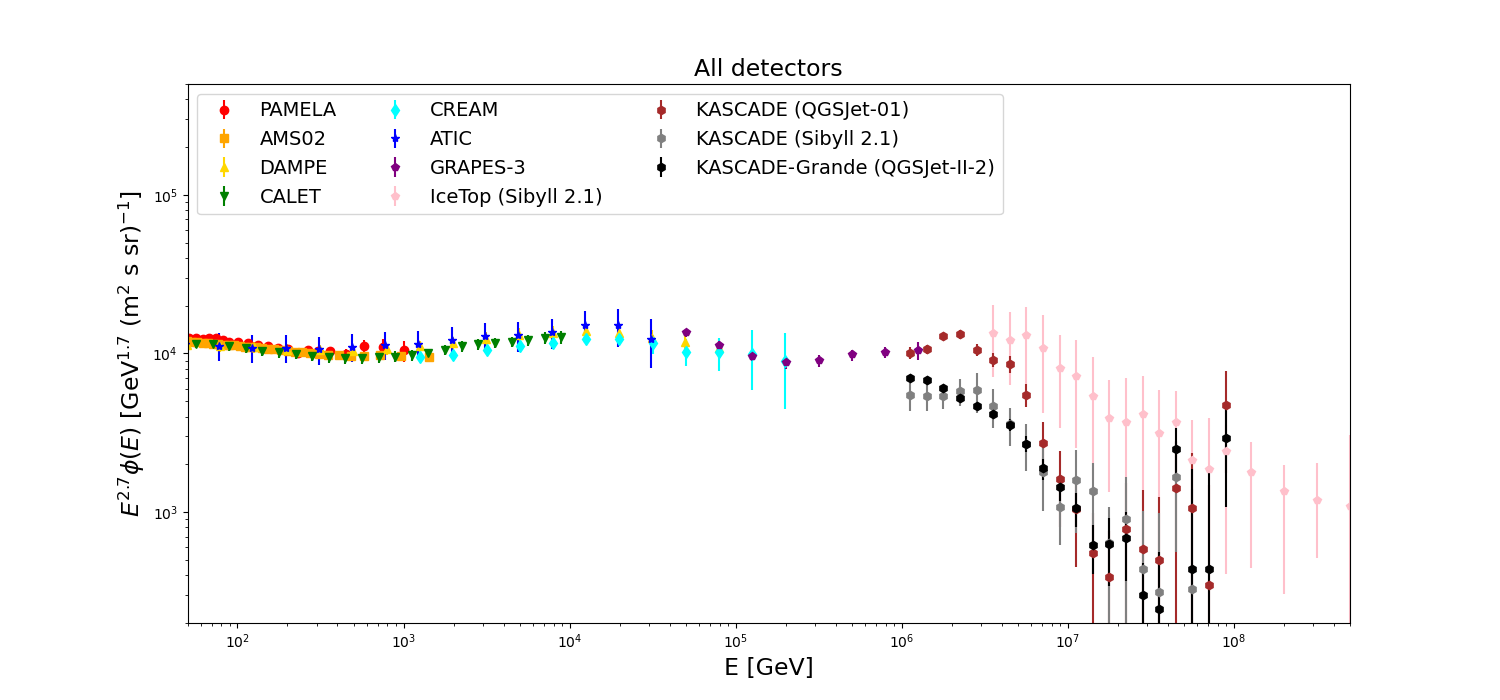 All detectors
PAMELA
AMS02
DAMPE
CALET
CREAM
ATIC
GRAPES-3
IceTop (Sibyll 2.1)
KASCADE (QGSJet-01)
KASCADE (Sibyll 2.1)
KASCADE-Grande (QGSJet-II-2)
E^{2.7}ϕ(E) [GeV^{1.7} (m^2 s sr)^{−1}]
10^5
10^4
10^3
10^2 10^3 10^4 10^5 10^6 10^7 10^8
E [GeV]